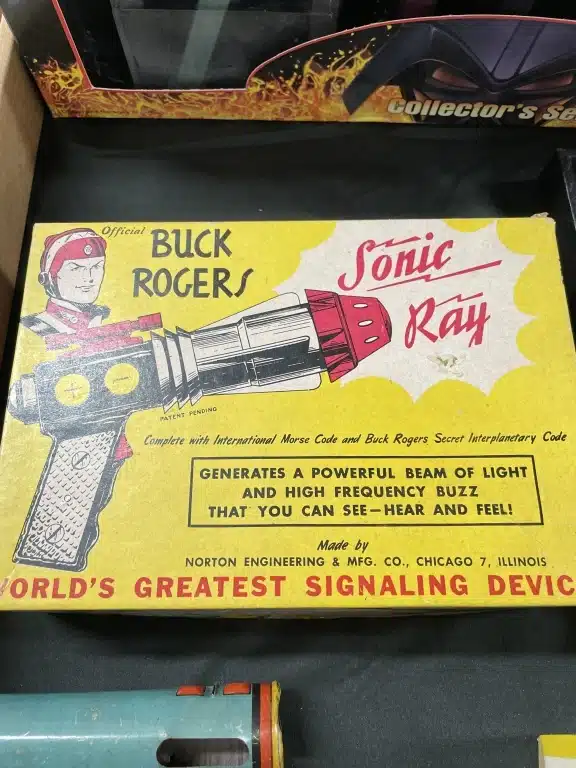 Collector's Se
Official BUCK
ROGERS
Sonic
Ray
PATENT PENDING
Complete with International Morse Code and Buck Rogers Secret Interplanetary Code
GENERATES A POWERFUL BEAM OF LIGHT
AND HIGH FREQUENCY BUZZ
THAT YOU CAN SEE—HEAR AND FEEL!
Made by
NORTON ENGINEERING & MFG. CO., CHICAGO 7, ILLINOIS
ORLD'S GREATEST SIGNALING DEVIC